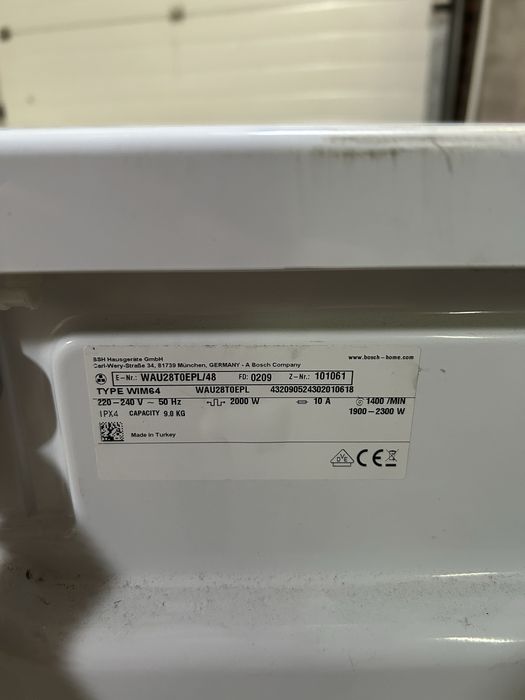 BSH Hausgeräte GmbH www.bosch-home.com
Carl-Wery-Straße 34, 81739 München, GERMANY - A Bosch Company
E-Nr.: WAU28T0EPL/48 FD: 0209 Z-Nr.: 101061
TYPE WIM64 WAU28T0EPL 432090524302010618
220-240 V ~ 50 Hz 2000 W 10 A 1400 /MIN
IPX4 CAPACITY 9.0 KG 1900-2300 W
Made in Turkey
DVE CE